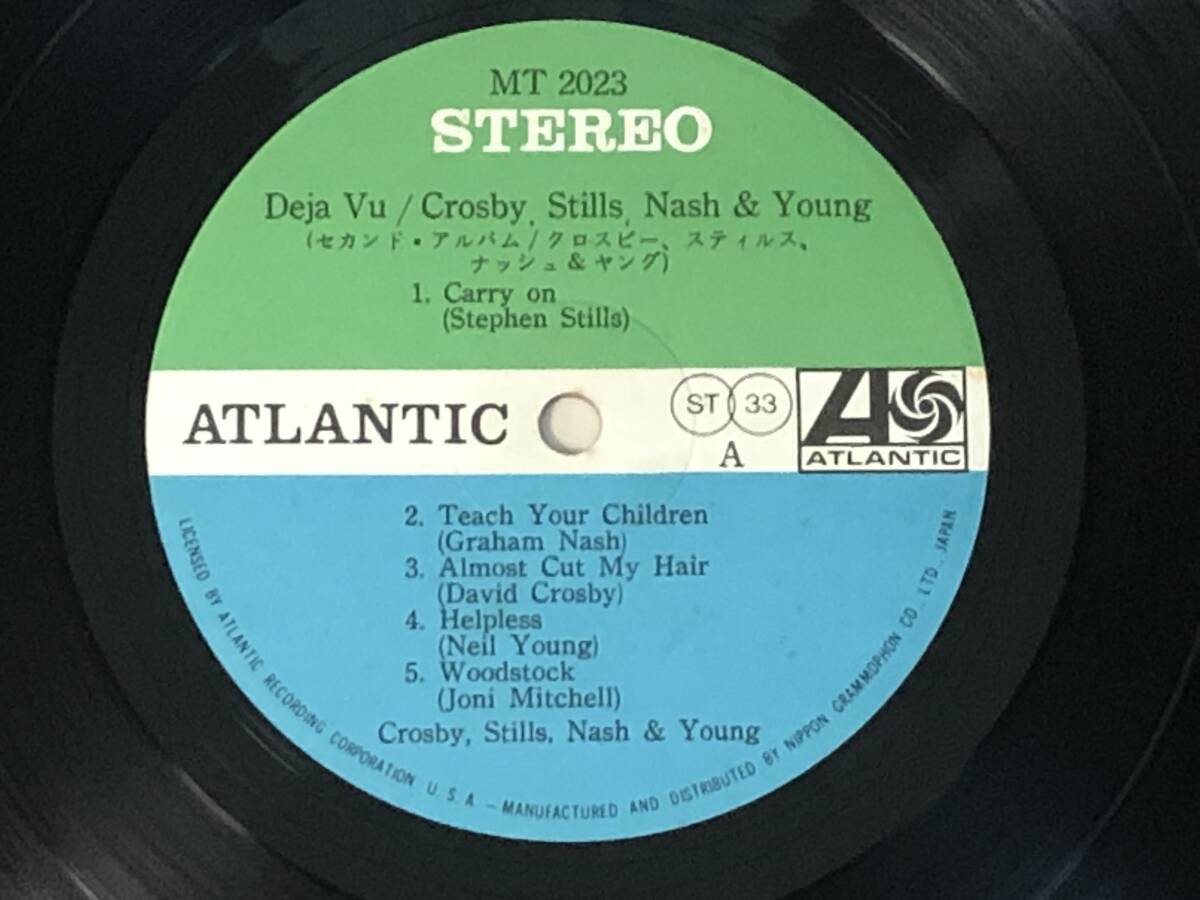 MT 2023
STEREO
Deja Vu / Crosby, Stills, Nash & Young
(セカンド・アルバム/クロスビー、スティルス、
ナッシュ&ヤング)
1. Carry on
(Stephen Stills)
ATLANTIC
ST 33
A
ATLANTIC
2. Teach Your Children
(Graham Nash)
3. Almost Cut My Hair
(David Crosby)
4. Helpless
(Neil Young)
5. Woodstock
(Joni Mitchell)
Crosby, Stills, Nash & Young
LICENSED BY ATLANTIC RECORDING CORPORATION U.S.A. – MANUFACTURED AND DISTRIBUTED BY NIPPON GRAMMOPHON CO., LTD., JAPAN